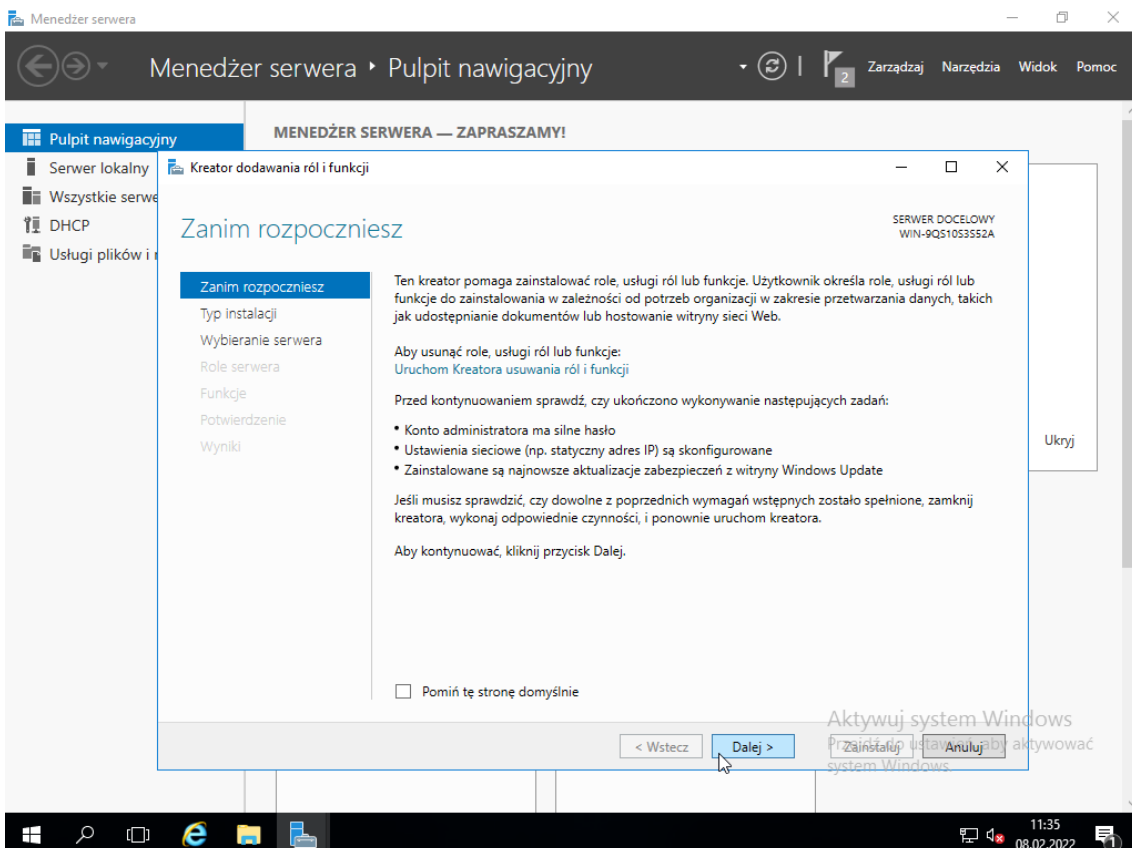 Menedżer serwera
Menedżer serwera ‣ Pulpit nawigacyjny
2
Zarządzaj Narzędzia Widok Pomoc
Pulpit nawigacyjny
Serwer lokalny
Wszystkie serwe
DHCP
Usługi plików i
MENEDŻER SERWERA — ZAPRASZAMY!
Ukryj
Kreator dodawania ról i funkcji
Zanim rozpoczniesz
SERWER DOCELOWY
WIN-9QS10S3S52A
Zanim rozpoczniesz
Typ instalacji
Wybieranie serwera
Role serwera
Funkcje
Potwierdzenie
Wyniki
Ten kreator pomaga zainstalować role, usługi ról lub funkcje. Użytkownik określa role, usługi ról lub
funkcje do zainstalowania w zależności od potrzeb organizacji w zakresie przetwarzania danych, takich
jak udostępnianie dokumentów lub hostowanie witryny sieci Web.
Aby usunąć role, usługi ról lub funkcje:
Uruchom Kreatora usuwania ról i funkcji
Przed kontynuowaniem sprawdź, czy ukończono wykonywanie następujących zadań:
• Konto administratora ma silne hasło
• Ustawienia sieciowe (np. statyczny adres IP) są skonfigurowane
• Zainstalowane są najnowsze aktualizacje zabezpieczeń z witryny Windows Update
Jeśli musisz sprawdzić, czy dowolne z poprzednich wymagań wstępnych zostało spełnione, zamknij
kreatora, wykonaj odpowiednie czynności, i ponownie uruchom kreatora.
Aby kontynuować, kliknij przycisk Dalej.
Pomiń tę stronę domyślnie
< Wstecz
Dalej >
Zainstaluj
Anuluj
Aktywuj system Windows
Przejdź do ustawień, aby aktywować
system Windows.
11:35
08.02.2022
1